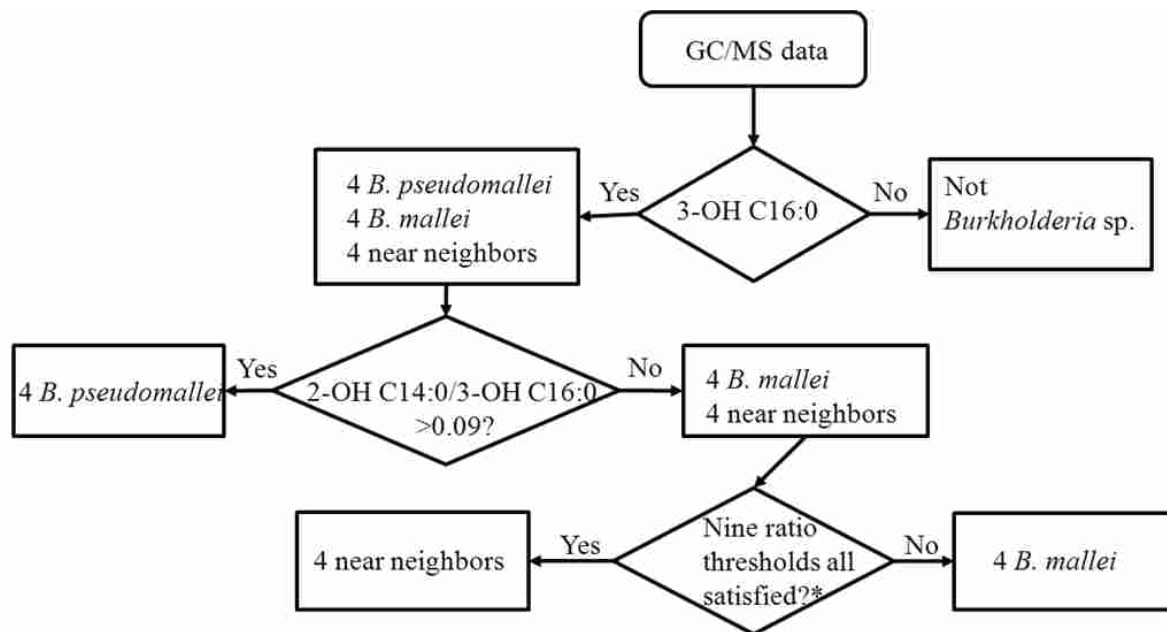 GC/MS data
3-OH C16:0
Yes
No
4 B. pseudomallei
4 B. mallei
4 near neighbors
Not
Burkholderia sp.
2-OH C14:0/3-OH C16:0
>0.09?
Yes
No
4 B. pseudomallei
4 B. mallei
4 near neighbors
Nine ratio
thresholds all
satisfied?*
Yes
No
4 near neighbors
4 B. mallei